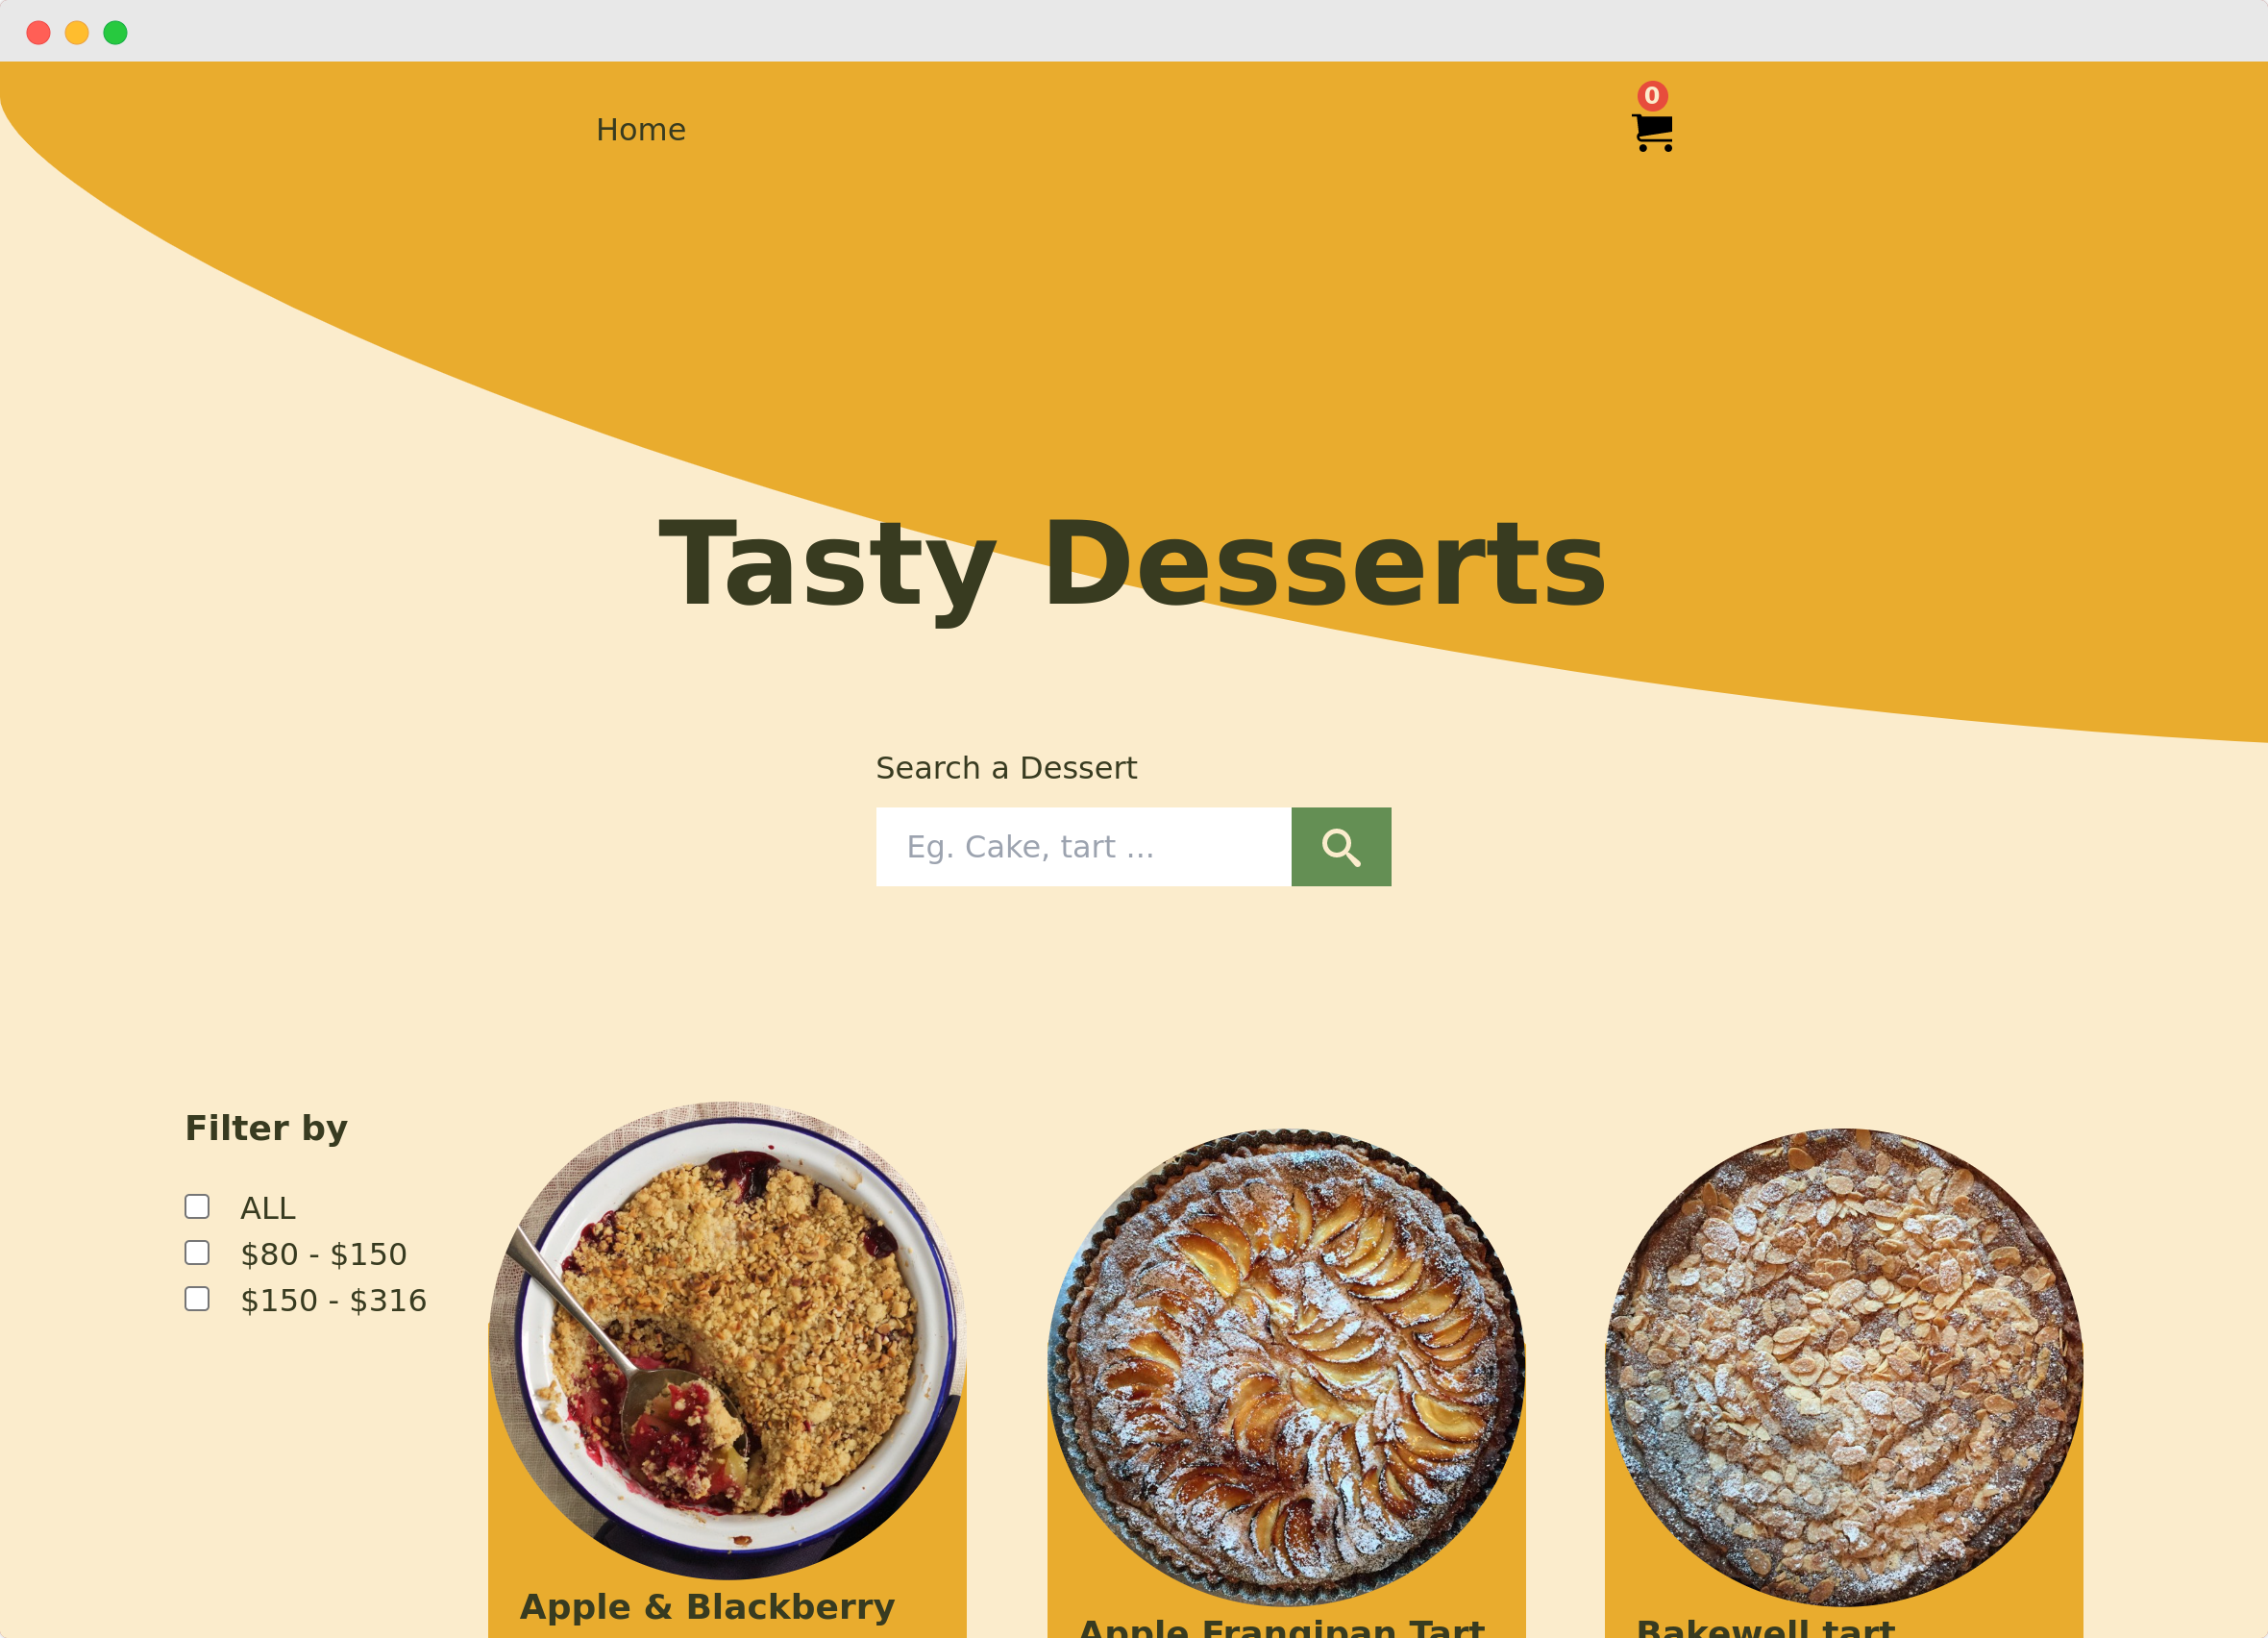 0
Home
Tasty Desserts
Search a Dessert
Eg. Cake, tart ...
Filter by
ALL
$80 - $150
$150 - $316
Apple & Blackberry
Apple Frangipan Tart
Bakewell tart